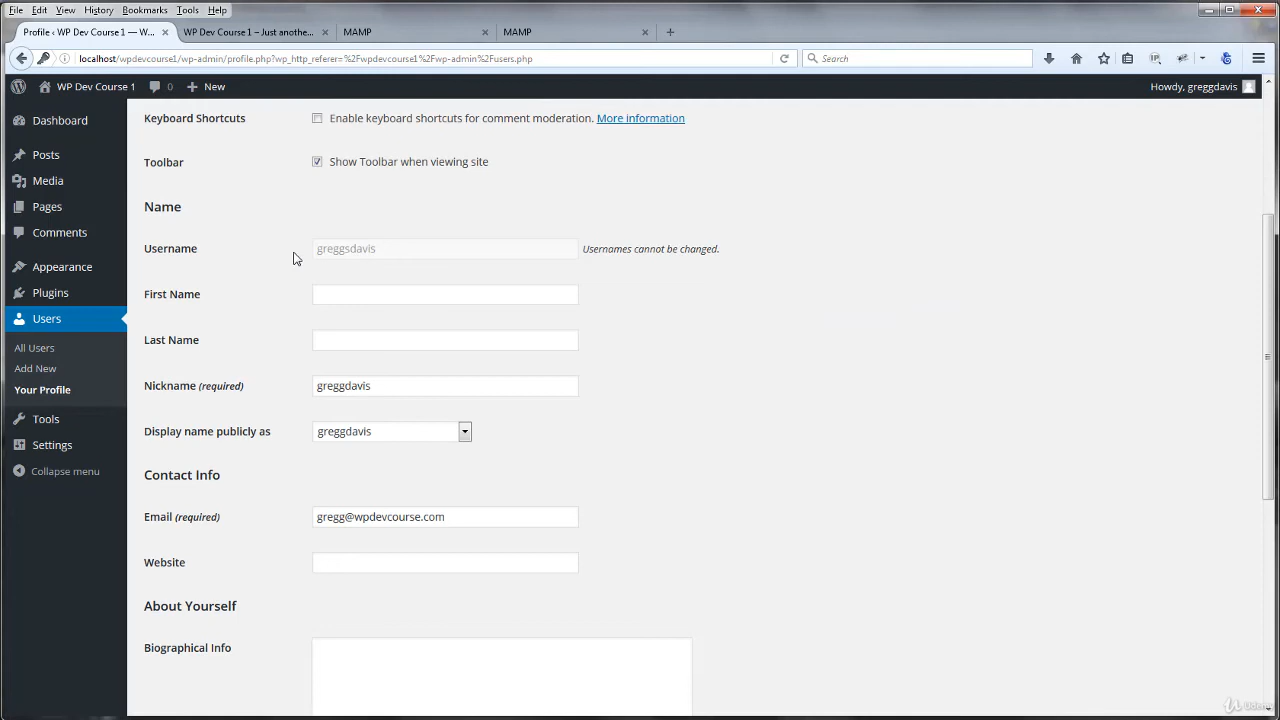 File Edit View History Bookmarks Tools Help
Profile ‹ WP Dev Course 1 — W...
WP Dev Course 1 – Just anothe...
MAMP
MAMP
localhost/wpdevcourse1/wp-admin/profile.php?wp_http_referer=%2Fwpdevcourse1%2Fwp-admin%2Fusers.php
Search
WP Dev Course 1
0
New
Howdy, greggdavis
Dashboard
Posts
Media
Pages
Comments
Appearance
Plugins
Users
All Users
Add New
Your Profile
Tools
Settings
Collapse menu
Keyboard Shortcuts
Enable keyboard shortcuts for comment moderation. More information
Toolbar
Show Toolbar when viewing site
Name
Username
greggsdavis
Usernames cannot be changed.
First Name
Last Name
Nickname (required)
greggdavis
Display name publicly as
greggdavis
Contact Info
Email (required)
gregg@wpdevcourse.com
Website
About Yourself
Biographical Info